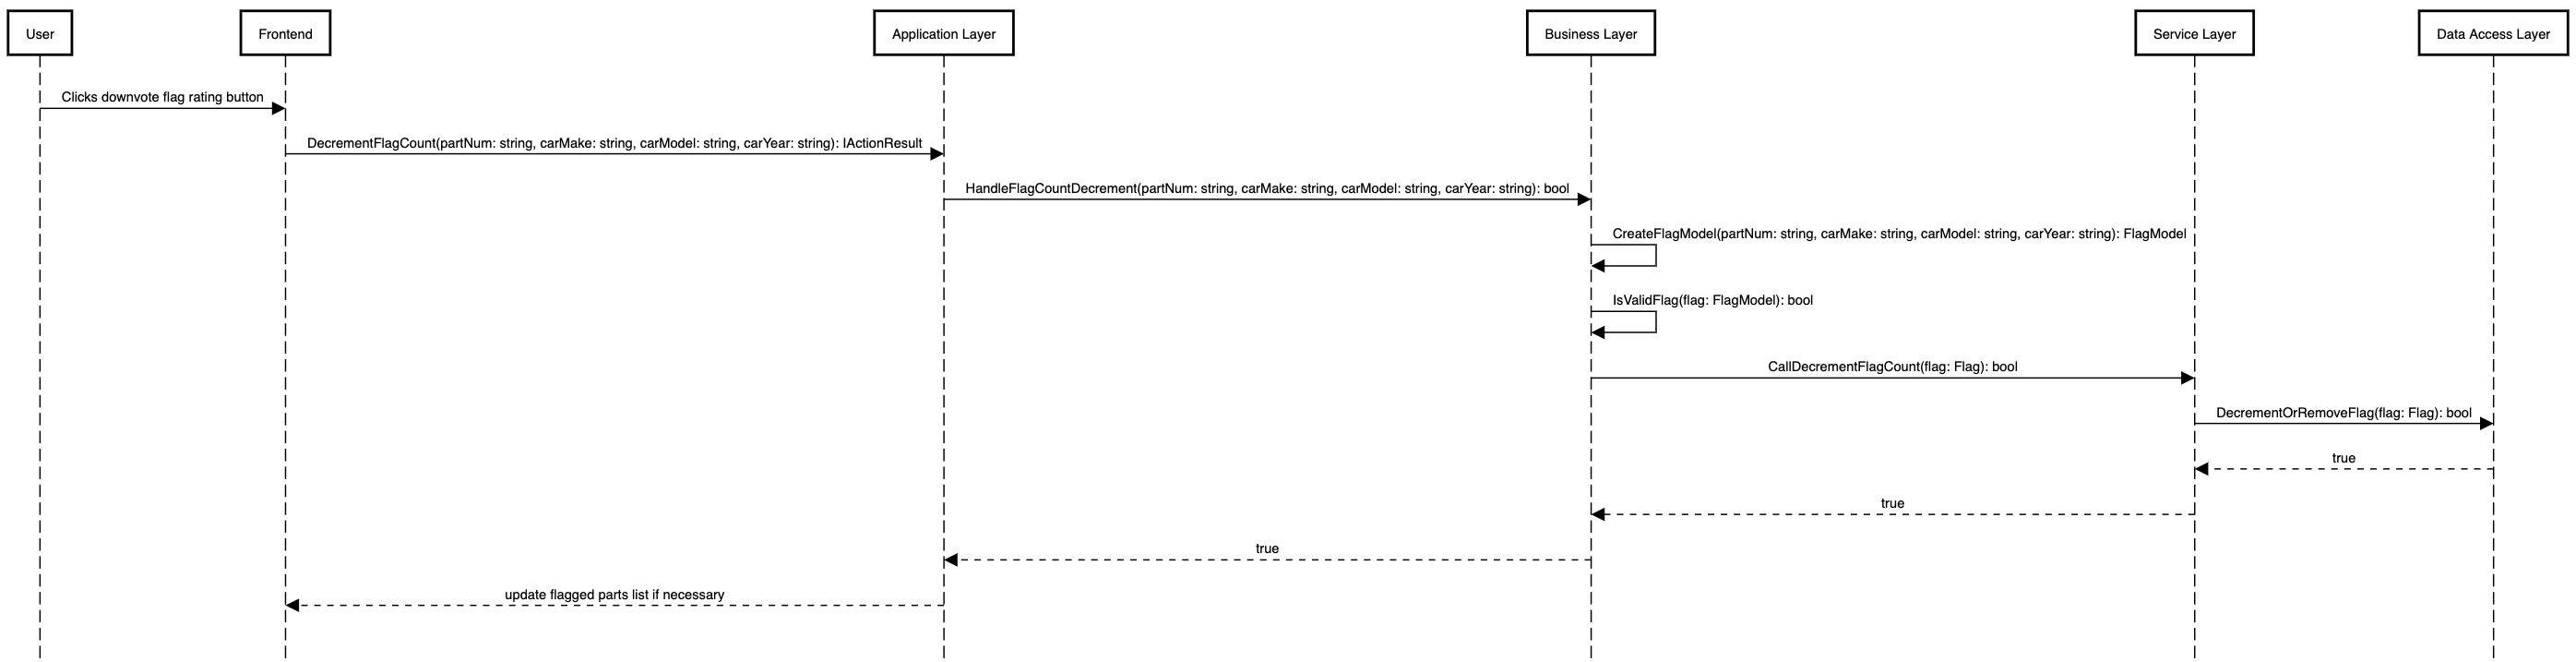 User
Frontend
Application Layer
Business Layer
Service Layer
Data Access Layer
Clicks downvote flag rating button
DecrementFlagCount(partNum: string, carMake: string, carModel: string, carYear: string): IActionResult
HandleFlagCountDecrement(partNum: string, carMake: string, carModel: string, carYear: string): bool
CreateFlagModel(partNum: string, carMake: string, carModel: string, carYear: string): FlagModel
IsValidFlag(flag: FlagModel): bool
CallDecrementFlagCount(flag: Flag): bool
DecrementOrRemoveFlag(flag: Flag): bool
true
true
true
update flagged parts list if necessary